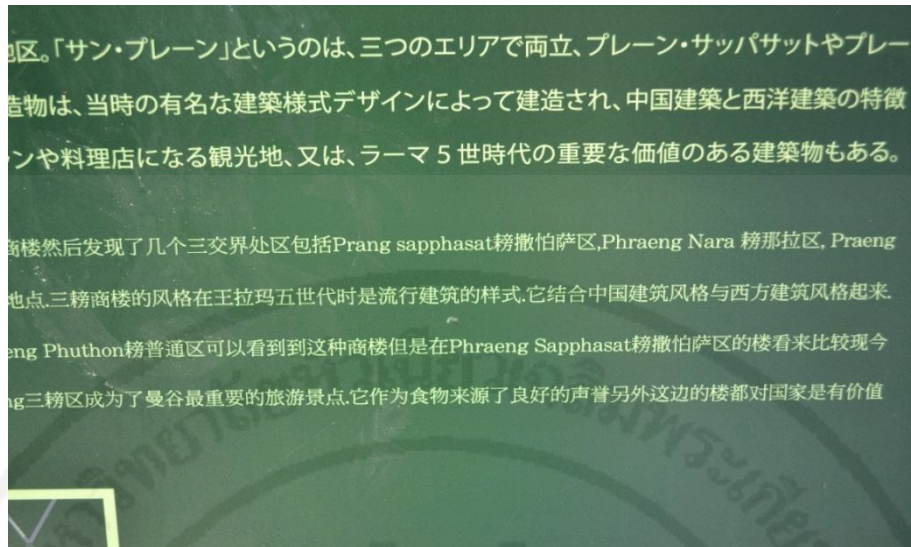 区。「サン・プレーン」というのは、三つのエリアで両立、プレーン・サッパサットやプレー
造物は、当時の有名な建築様式デザインによって建造され、中国建築と西洋建築の特徴
ンや料理店になる観光地、又は、ラーマ 5 世時代の重要な価値のある建築物もある。
商楼然后发现了几个三交界处区包括Prang sapphasat耪撒怕萨区,Phraeng Nara 耪那拉区, Praeng
地点.三耪商楼的风格在王拉玛五世代时是流行建筑的样式.它结合中国建筑风格与西方建筑风格起来.
eng Phuthon耪普通区可以看到到这种商楼但是在Phraeng Sapphasat耪撒怕萨区的楼看来比较现今
ng三耪区成为了曼谷最重要的旅游景点.它作为食物来源了良好的声誉另外这边的楼都对国家是有价值